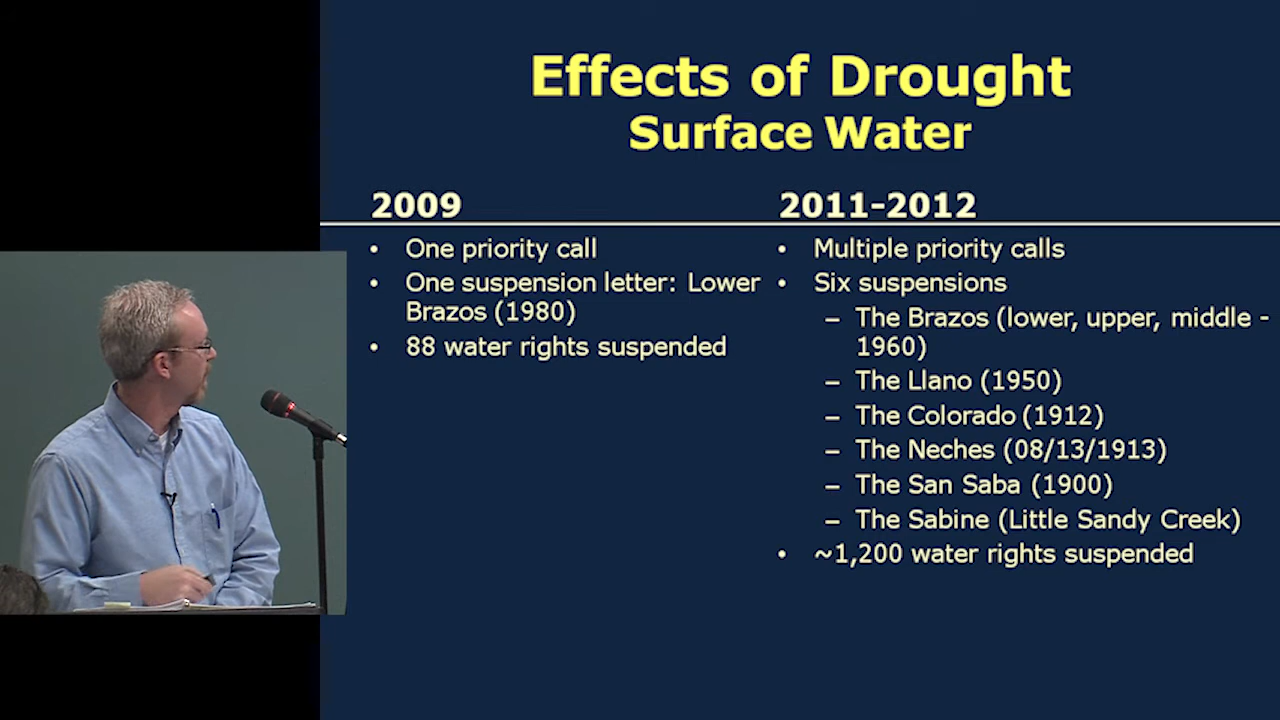 Effects of Drought
Surface Water
2009
• One priority call
• One suspension letter: Lower
Brazos (1980)
• 88 water rights suspended
2011-2012
• Multiple priority calls
• Six suspensions
– The Brazos (lower, upper, middle -
1960)
– The Llano (1950)
– The Colorado (1912)
– The Neches (08/13/1913)
– The San Saba (1900)
– The Sabine (Little Sandy Creek)
• ~1,200 water rights suspended